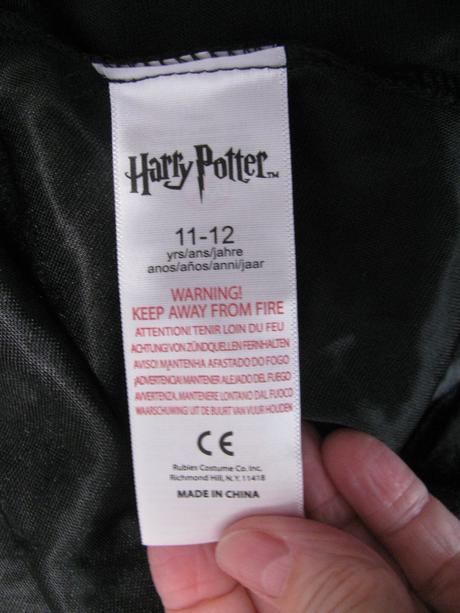 Harry Potter™
11-12
yrs/ans/jahre
anos/años/anni/jaar
WARNING!
KEEP AWAY FROM FIRE
ATTENTION! TENIR LOIN DU FEU
ACHTUNG! VON ZÜNDQUELLEN FERNHALTEN
AVISO! MANTENHA AFASTADO DO FOGO
¡ADVERTENCIA! MANTENER ALEJADO DEL FUEGO
AVVERTENZA. MANTENERE LONTANO DAL FUOCO
WAARSCHUWING: UIT DE BUURT VAN VUUR HOUDEN
CE
Rubies Costume Co. Inc.
Richmond Hill, N.Y. 11418
MADE IN CHINA